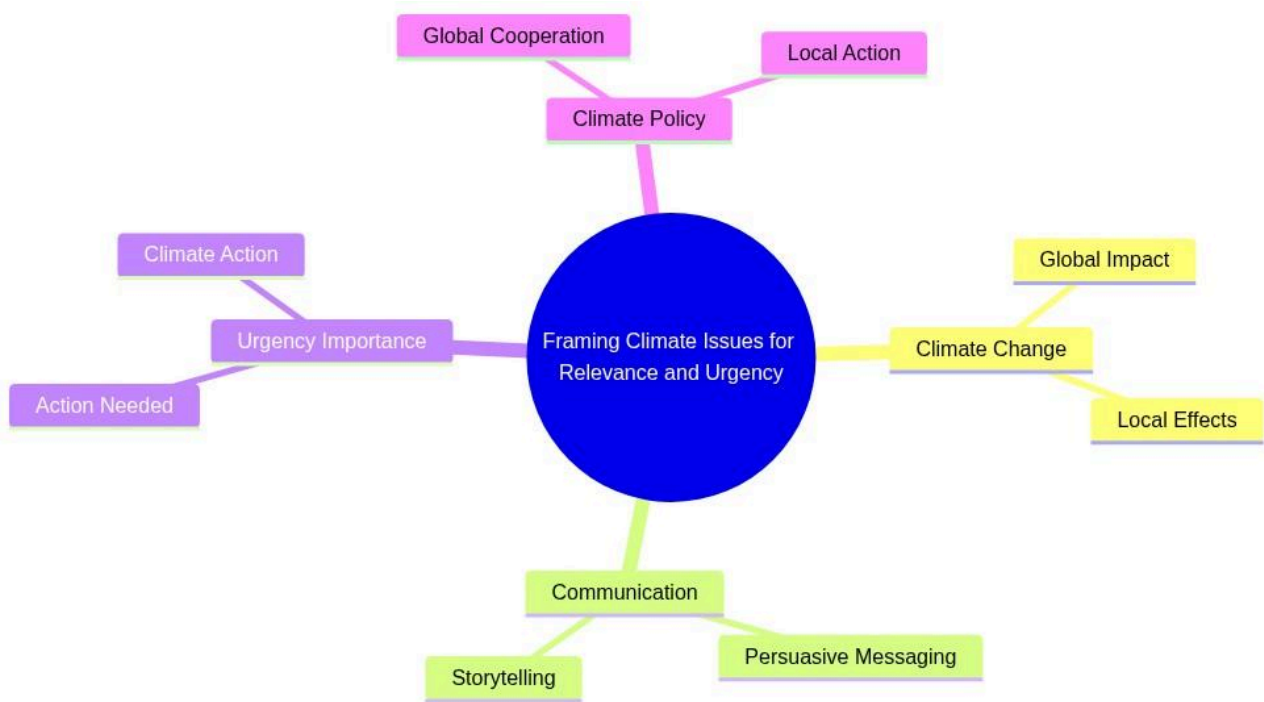 Global Cooperation
Local Action
Climate Policy
Climate Action
Global Impact
Urgency Importance
Framing Climate Issues for
Relevance and Urgency
Climate Change
Action Needed
Local Effects
Communication
Persuasive Messaging
Storytelling